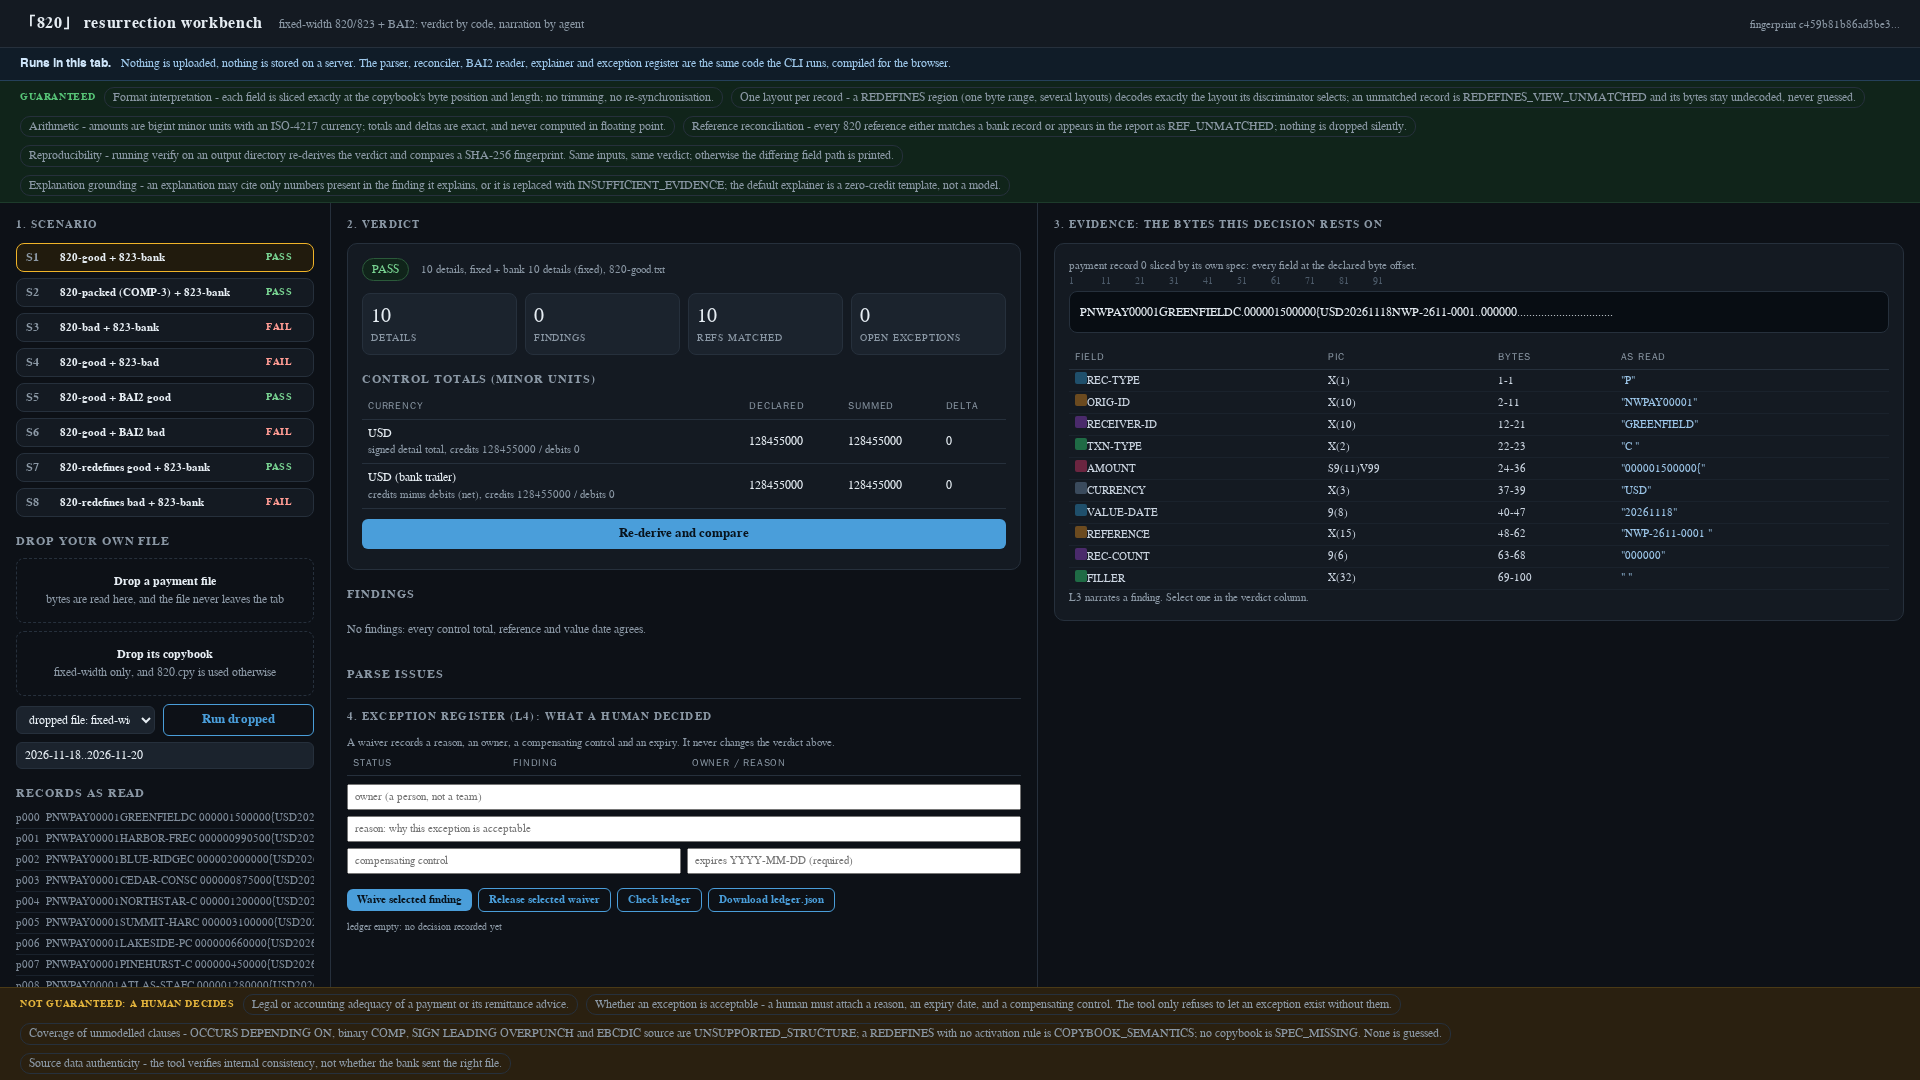 「820」 resurrection workbench fixed-width 820/823 + BAI2: verdict by code, narration by agent fingerprint c459b81b86ad3be3...
Runs in this tab. Nothing is uploaded, nothing is stored on a server. The parser, reconciler, BAI2 reader, explainer and exception register are the same code the CLI runs, compiled for the browser.
GUARANTEED Format interpretation - each field is sliced exactly at the copybook's byte position and length; no trimming, no re-synchronisation. One layout per record - a REDEFINES region (one byte range, several layouts) decodes exactly the layout its discriminator selects; an unmatched record is REDEFINES_VIEW_UNMATCHED and its bytes stay undecoded, never guessed.
Arithmetic - amounts are bigint minor units with an ISO-4217 currency; totals and deltas are exact, and never computed in floating point. Reference reconciliation - every 820 reference either matches a bank record or appears in the report as REF_UNMATCHED; nothing is dropped silently.
Reproducibility - running verify on an output directory re-derives the verdict and compares a SHA-256 fingerprint. Same inputs, same verdict; otherwise the differing field path is printed.
Explanation grounding - an explanation may cite only numbers present in the finding it explains, or it is replaced with INSUFFICIENT_EVIDENCE; the default explainer is a zero-credit template, not a model.
1. SCENARIO
S1 820-good + 823-bank PASS
S2 820-packed (COMP-3) + 823-bank PASS
S3 820-bad + 823-bank FAIL
S4 820-good + 823-bad FAIL
S5 820-good + BAI2 good PASS
S6 820-good + BAI2 bad FAIL
S7 820-redefines good + 823-bank PASS
S8 820-redefines bad + 823-bank FAIL
DROP YOUR OWN FILE
Drop a payment file
bytes are read here, and the file never leaves the tab
Drop its copybook
fixed-width only, and 820.cpy is used otherwise
dropped file: fixed-wi Run dropped
2026-11-18..2026-11-20
RECORDS AS READ
p000 PNWPAY00001GREENFIELDC 000001500000{USD202
p001 PNWPAY00001HARBOR-FREC 000000990500{USD202
p002 PNWPAY00001BLUE-RIDGEC 000002000000{USD202
p003 PNWPAY00001CEDAR-CONSC 000000875000{USD202
p004 PNWPAY00001NORTHSTAR-C 000001200000{USD202
p005 PNWPAY00001SUMMIT-HARC 000003100000{USD202
p006 PNWPAY00001LAKESIDE-PC 000000660000{USD2026
p007 PNWPAY00001PINEHURST-C 000000450000{USD2026
p008 PNWPAY00001ATLAS-STAFC 000001280000{USD2026
2. VERDICT
PASS 10 details, fixed + bank 10 details (fixed), 820-good.txt
10 0 10 0
DETAILS FINDINGS REFS MATCHED OPEN EXCEPTIONS
CONTROL TOTALS (MINOR UNITS)
CURRENCY DECLARED SUMMED DELTA
USD 128455000 128455000 0
signed detail total, credits 128455000 / debits 0
USD (bank trailer) 128455000 128455000 0
credits minus debits (net), credits 128455000 / debits 0
Re-derive and compare
FINDINGS
No findings: every control total, reference and value date agrees.
PARSE ISSUES
4. EXCEPTION REGISTER (L4): WHAT A HUMAN DECIDED
A waiver records a reason, an owner, a compensating control and an expiry. It never changes the verdict above.
STATUS FINDING OWNER / REASON
owner (a person, not a team)
reason: why this exception is acceptable
compensating control expires YYYY-MM-DD (required)
Waive selected finding Release selected waiver Check ledger Download ledger.json
ledger empty: no decision recorded yet
3. EVIDENCE: THE BYTES THIS DECISION RESTS ON
payment record 0 sliced by its own spec: every field at the declared byte offset.
1 11 21 31 41 51 61 71 81 91
PNWPAY00001GREENFIELDC.000001500000{USD20261118NWP-2611-0001..000000................................
FIELD PIC BYTES AS READ
REC-TYPE X(1) 1-1 "P"
ORIG-ID X(10) 2-11 "NWPAY00001"
RECEIVER-ID X(10) 12-21 "GREENFIELD"
TXN-TYPE X(2) 22-23 "C "
AMOUNT S9(11)V99 24-36 "000001500000{"
CURRENCY X(3) 37-39 "USD"
VALUE-DATE 9(8) 40-47 "20261118"
REFERENCE X(15) 48-62 "NWP-2611-0001 "
REC-COUNT 9(6) 63-68 "000000"
FILLER X(32) 69-100 " "
L3 narrates a finding. Select one in the verdict column.
NOT GUARANTEED: A HUMAN DECIDES Legal or accounting adequacy of a payment or its remittance advice. Whether an exception is acceptable - a human must attach a reason, an expiry date, and a compensating control. The tool only refuses to let an exception exist without them.
Coverage of unmodelled clauses - OCCURS DEPENDING ON, binary COMP, SIGN LEADING OVERPUNCH and EBCDIC source are UNSUPPORTED_STRUCTURE; a REDEFINES with no activation rule is COPYBOOK_SEMANTICS; no copybook is SPEC_MISSING. None is guessed.
Source data authenticity - the tool verifies internal consistency, not whether the bank sent the right file.